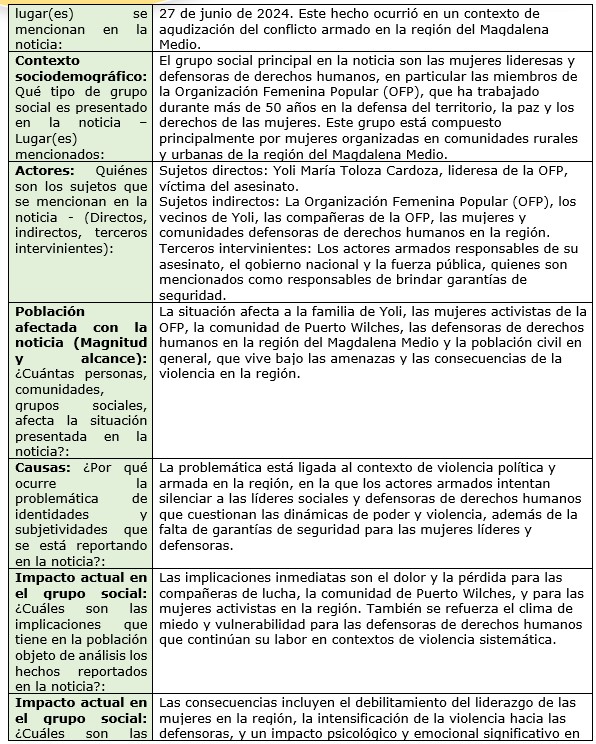 lugar(es) se
mencionan en la
noticia:
27 de junio de 2024. Este hecho ocurrió en un contexto de
agudización del conflicto armado en la región del Magdalena
Medio.
Contexto
sociodemográfico:
Qué tipo de grupo
social es presentado
en la noticia –
Lugar(es)
mencionados:
El grupo social principal en la noticia son las mujeres lideresas y
defensoras de derechos humanos, en particular las miembros de
la Organización Femenina Popular (OFP), que ha trabajado
durante más de 50 años en la defensa del territorio, la paz y los
derechos de las mujeres. Este grupo está compuesto
principalmente por mujeres organizadas en comunidades rurales
y urbanas de la región del Magdalena Medio.
Actores: Quiénes
son los sujetos que
se mencionan en la
noticia - (Directos,
indirectos, terceros
intervinientes):
Sujetos directos: Yoli María Toloza Cardoza, lideresa de la OFP,
víctima del asesinato.
Sujetos indirectos: La Organización Femenina Popular (OFP), los
vecinos de Yoli, las compañeras de la OFP, las mujeres y
comunidades defensoras de derechos humanos en la región.
Terceros intervinientes: Los actores armados responsables de su
asesinato, el gobierno nacional y la fuerza pública, quienes son
mencionados como responsables de brindar garantías de
seguridad.
Población
afectada con la
noticia (Magnitud
y alcance):
¿Cuántas personas,
comunidades,
grupos sociales,
afecta la situación
presentada en la
noticia?:
La situación afecta a la familia de Yoli, las mujeres activistas de la
OFP, la comunidad de Puerto Wilches, las defensoras de derechos
humanos en la región del Magdalena Medio y la población civil en
general, que vive bajo las amenazas y las consecuencias de la
violencia en la región.
Causas: ¿Por qué
ocurre la
problemática de
identidades y
subjetividades que
se está reportando
en la noticia?:
La problemática está ligada al contexto de violencia política y
armada en la región, en la que los actores armados intentan
silenciar a las líderes sociales y defensoras de derechos humanos
que cuestionan las dinámicas de poder y violencia, además de la
falta de garantías de seguridad para las mujeres líderes y
defensoras.
Impacto actual en
el grupo social:
¿Cuáles son las
implicaciones que
tiene en la población
objeto de análisis los
hechos reportados
en la noticia?:
Las implicaciones inmediatas son el dolor y la pérdida para las
compañeras de lucha, la comunidad de Puerto Wilches, y para las
mujeres activistas en la región. También se refuerza el clima de
miedo y vulnerabilidad para las defensoras de derechos humanos
que continúan su labor en contextos de violencia sistemática.
Impacto actual en
el grupo social:
¿Cuáles son las
Las consecuencias incluyen el debilitamiento del liderazgo de las
mujeres en la región, la intensificación de la violencia hacia las
defensoras, y un impacto psicológico y emocional significativo en